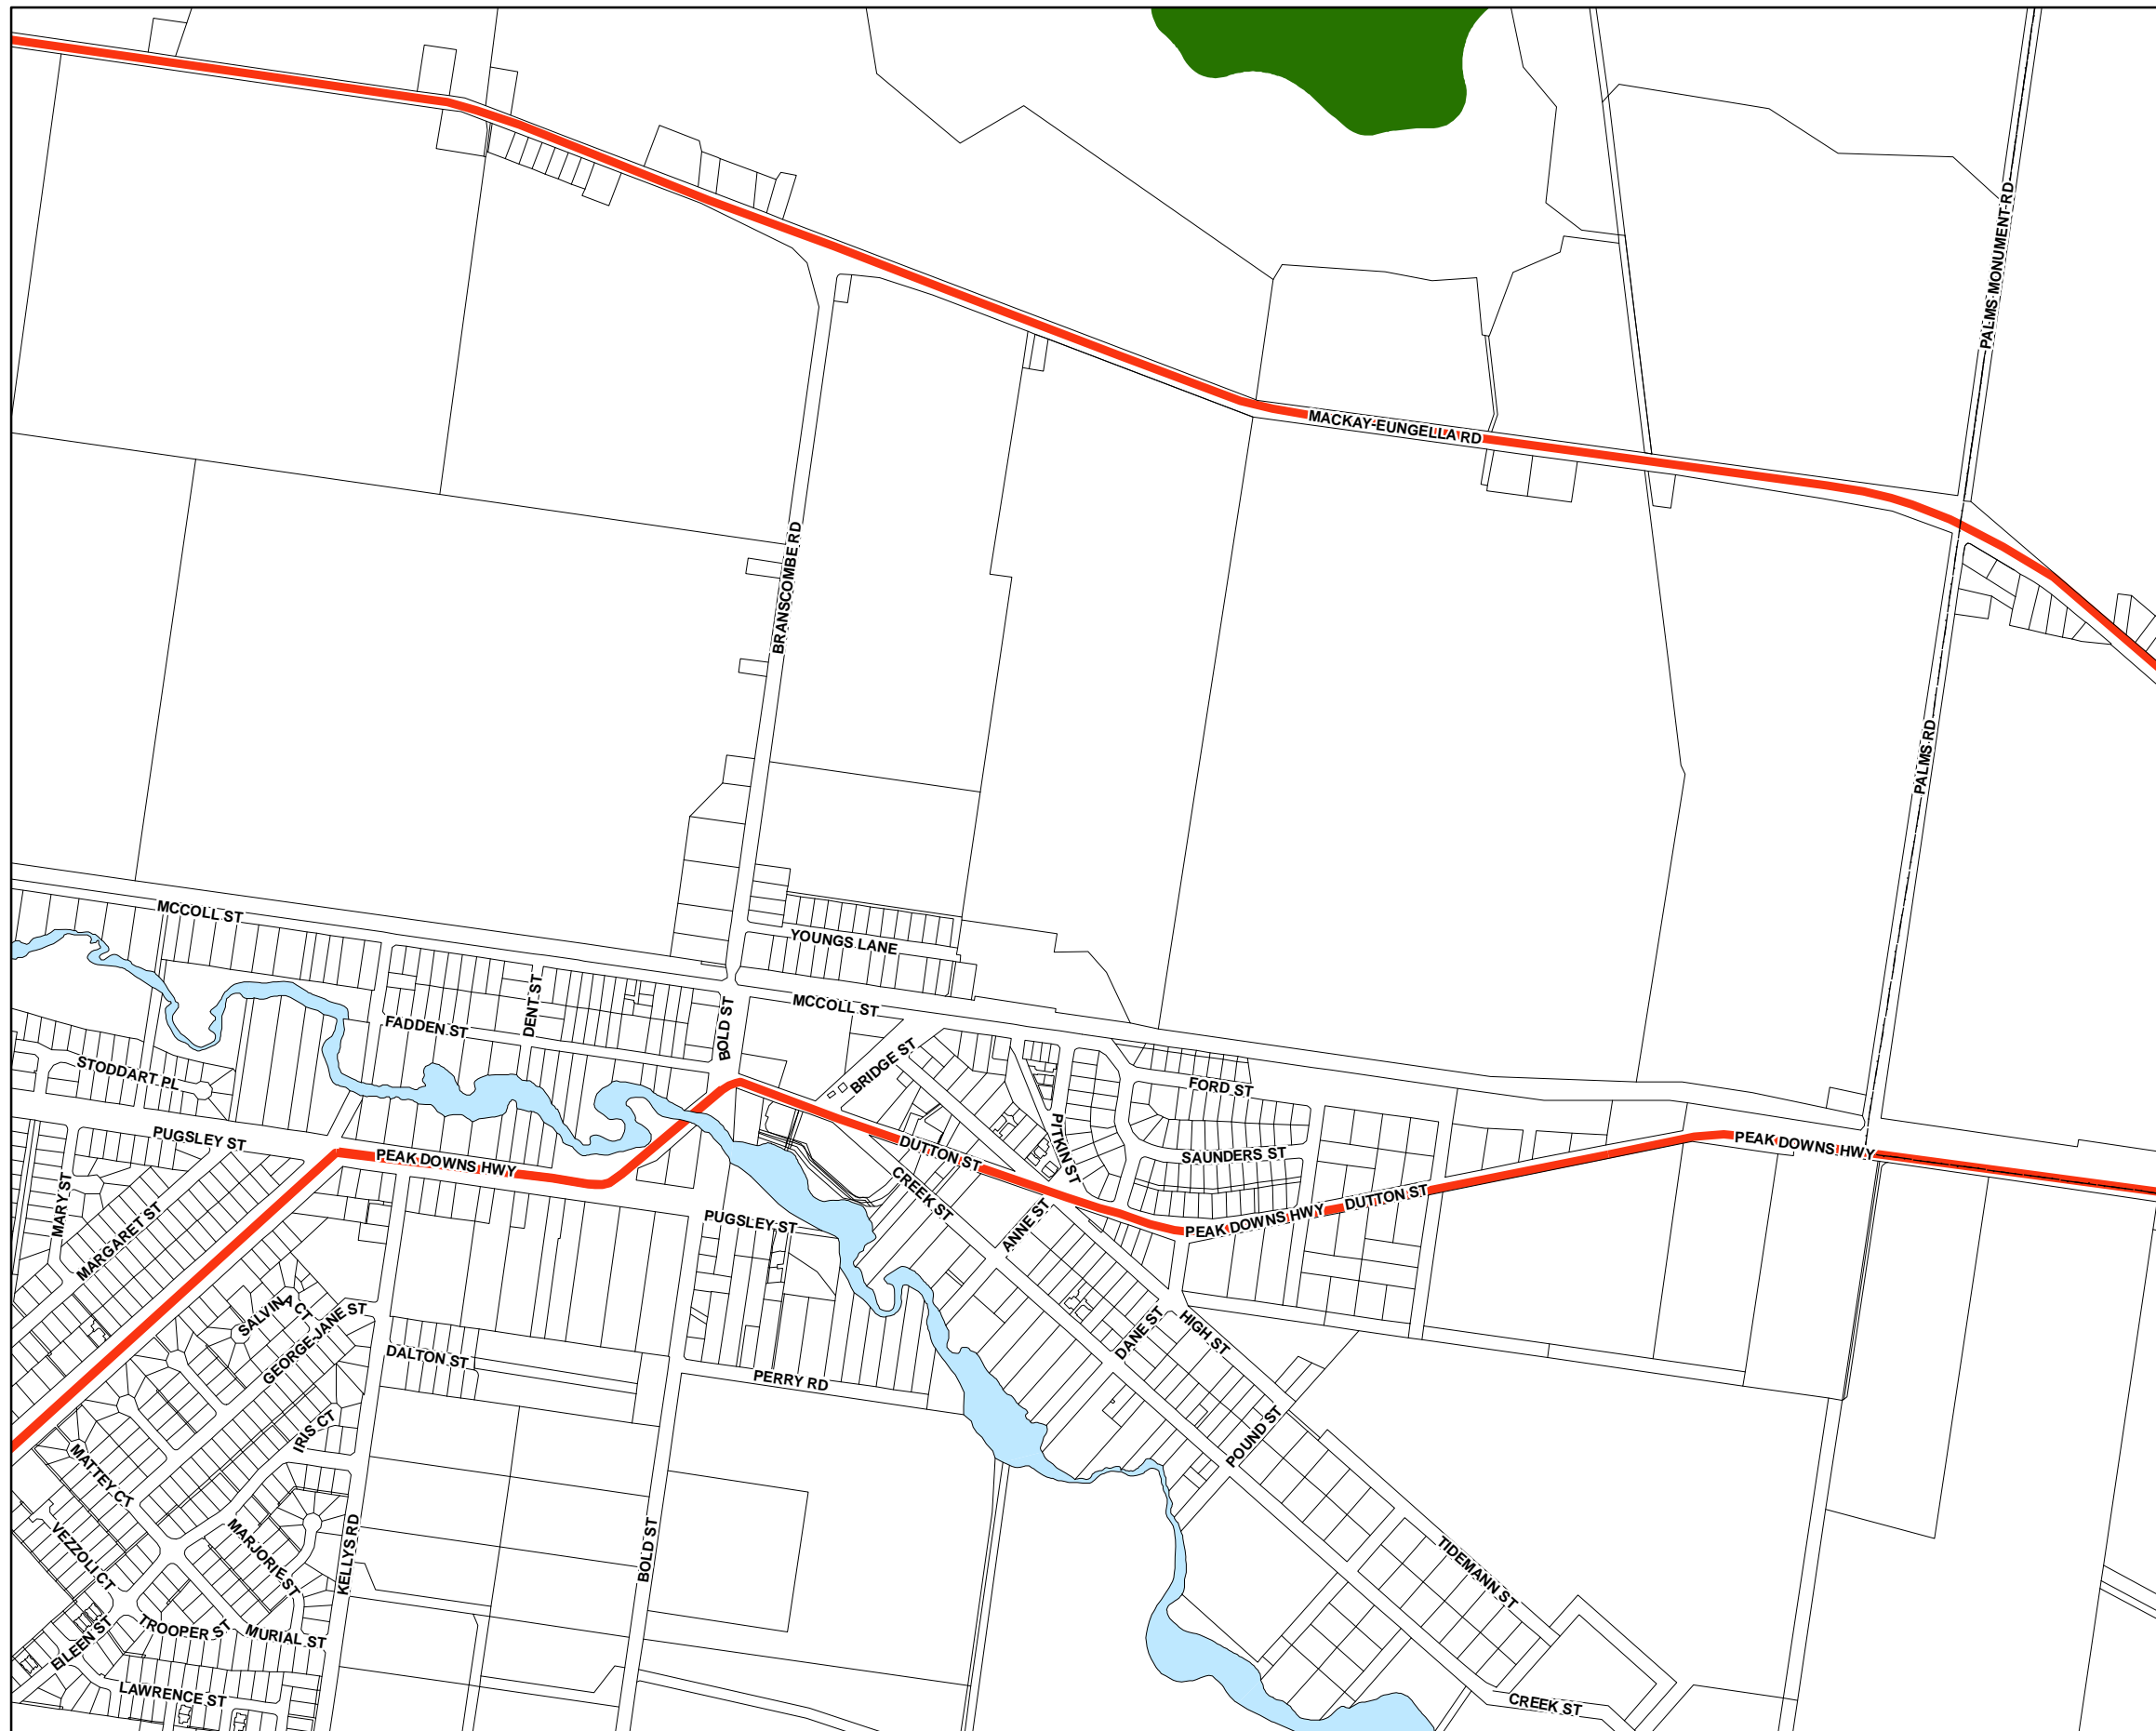 PALMS MONUMENT RD
MACKAY-EUNGELLA RD
BRANSCOMBE RD
PALMS RD
MCCOLL ST
YOUNGS LANE
DENT ST
MCCOLL ST
FADDEN ST
BOLD ST
BRIDGE ST
STODDART PL
FORD ST
PUGSLEY ST
PITKIN ST
PEAK DOWNS HWY
DUTTON ST
SAUNDERS ST
PEAK DOWNS HWY
MARY ST
CREEK ST
DUTTON ST
MARGARET ST
PUGSLEY ST
ANNE ST
PEAK DOWNS HWY
SALVINA CT
GEORGE-JANE ST
DANE ST
HIGH ST
DALTON ST
PERRY RD
IRIS CT
POUND ST
MATTEY CT
VEZZOLI CT
MARJORIE ST
KELLYS RD
BOLD ST
TIDEMANN ST
EILEEN ST
TROOPER ST
MURIAL ST
LAWRENCE ST
CREEK ST